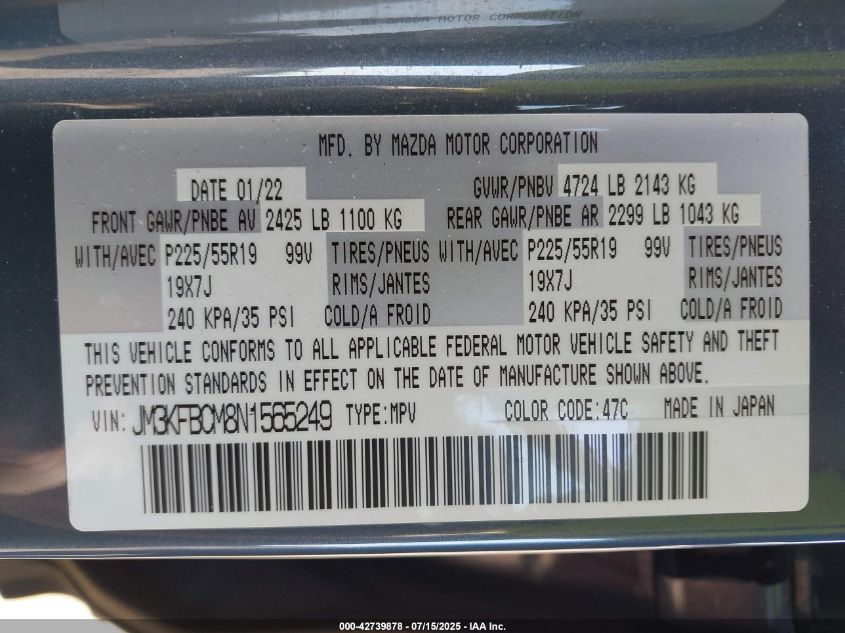 MFD. BY MAZDA MOTOR CORPORATION
DATE 01/22
GVWR/PNBV 4724 LB 2143 KG
FRONT GAWR/PNBE AV 2425 LB 1100 KG
REAR GAWR/PNBE AR 2299 LB 1043 KG
WITH/AVEC P225/55R19 99V TIRES/PNEUS WITH/AVEC P225/55R19 99V TIRES/PNEUS
19X7J RIMS/JANTES 19X7J RIMS/JANTES
240 KPA/35 PSI COLD/A FROID 240 KPA/35 PSI COLD/A FROID
THIS VEHICLE CONFORMS TO ALL APPLICABLE FEDERAL MOTOR VEHICLE SAFETY AND THEFT
PREVENTION STANDARDS IN EFFECT ON THE DATE OF MANUFACTURE SHOWN ABOVE.
VIN: JM3KFBCM8N1565249 TYPE:MPV COLOR CODE:47C MADE IN JAPAN
000-42739878 - 07/15/2025 - IAA Inc.